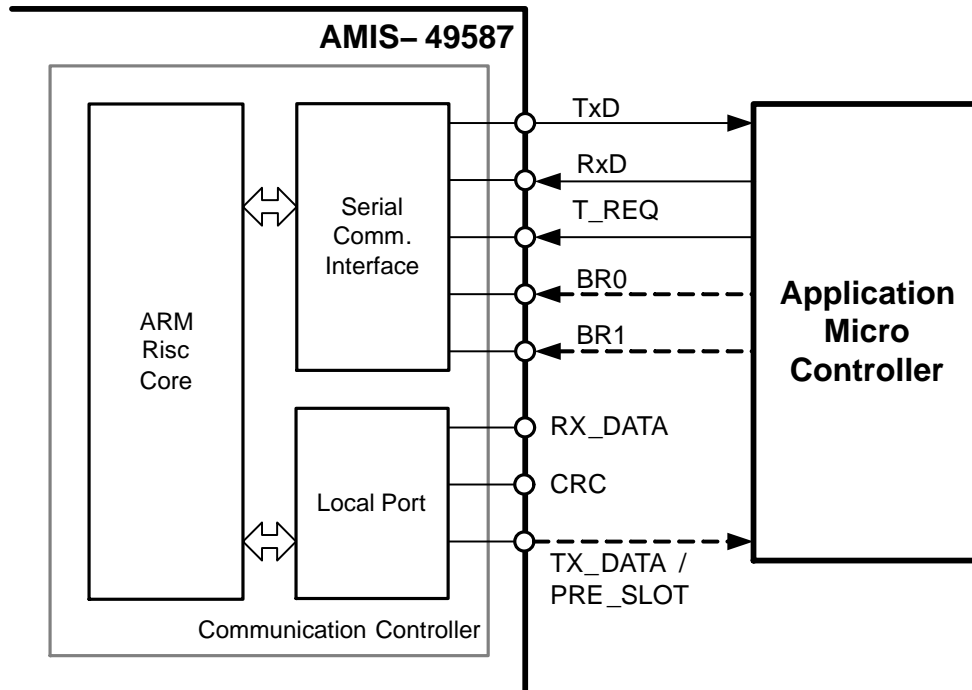 AMIS– 49587
TxD
RxD
T_REQ
BR0
BR1
Serial
Comm.
Interface
ARM
Risc
Core
Application
Micro
Controller
RX_DATA
CRC
Local Port
TX_DATA /
PRE_SLOT
Communication Controller